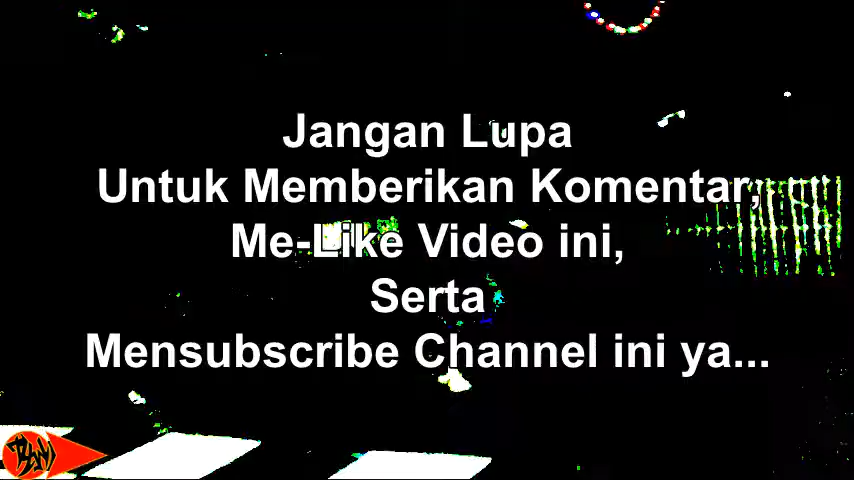 Jangan Lupa
Untuk Memberikan Komentar,
Me-Like Video ini,
Serta
Mensubscribe Channel ini ya...